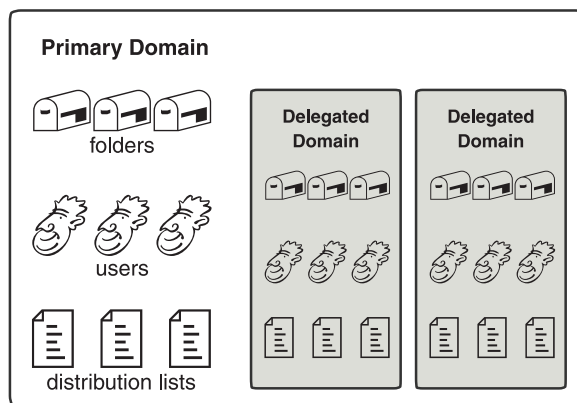 Primary Domain
folders
users
distribution lists
Delegated
Domain
Delegated
Domain